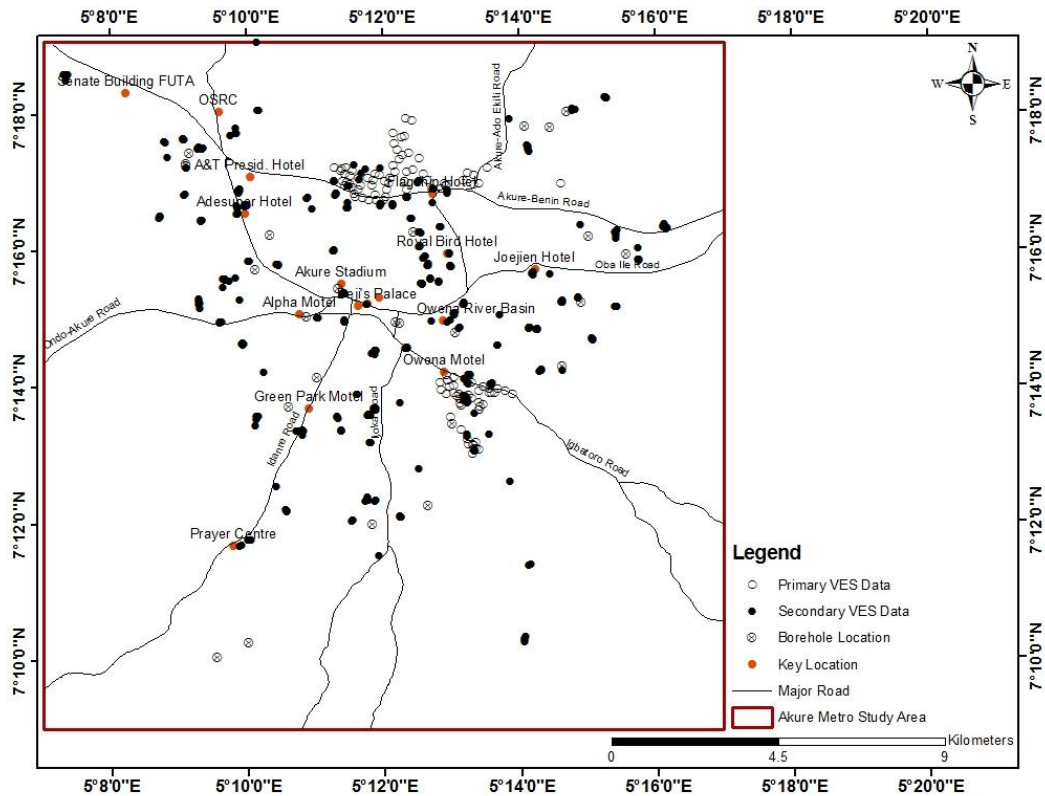 5°8'0"E 5°10'0"E 5°12'0"E 5°14'0"E 5°16'0"E 5°18'0"E 5°20'0"E
N
W E
S
Senate Building FUTA
OSRC
Akure-Ado Ekiti Road
7°18'0"N 7°18'0"N
A&T Presid. Hotel
Adesuper Hotel
Akure-Benin Road
7°16'0"N 7°16'0"N
Royal Bird Hotel
Joejien Hotel
Oba Ile Road
Akure Stadium
Deji's Palace
Alpha Motel
Owena River Basin
Ondo-Akure Road
7°14'0"N 7°14'0"N
Owena Motel
Green Park Motel
Idanre Road
Road
Igbatoro Road
7°12'0"N 7°12'0"N
Prayer Centre
7°10'0"N 7°10'0"N
Legend
Primary VES Data
Secondary VES Data
Borehole Location
Key Location
Major Road
Akure Metro Study Area
Kilometers
0 4.5 9
5°8'0"E 5°10'0"E 5°12'0"E 5°14'0"E 5°16'0"E 5°18'0"E 5°20'0"E